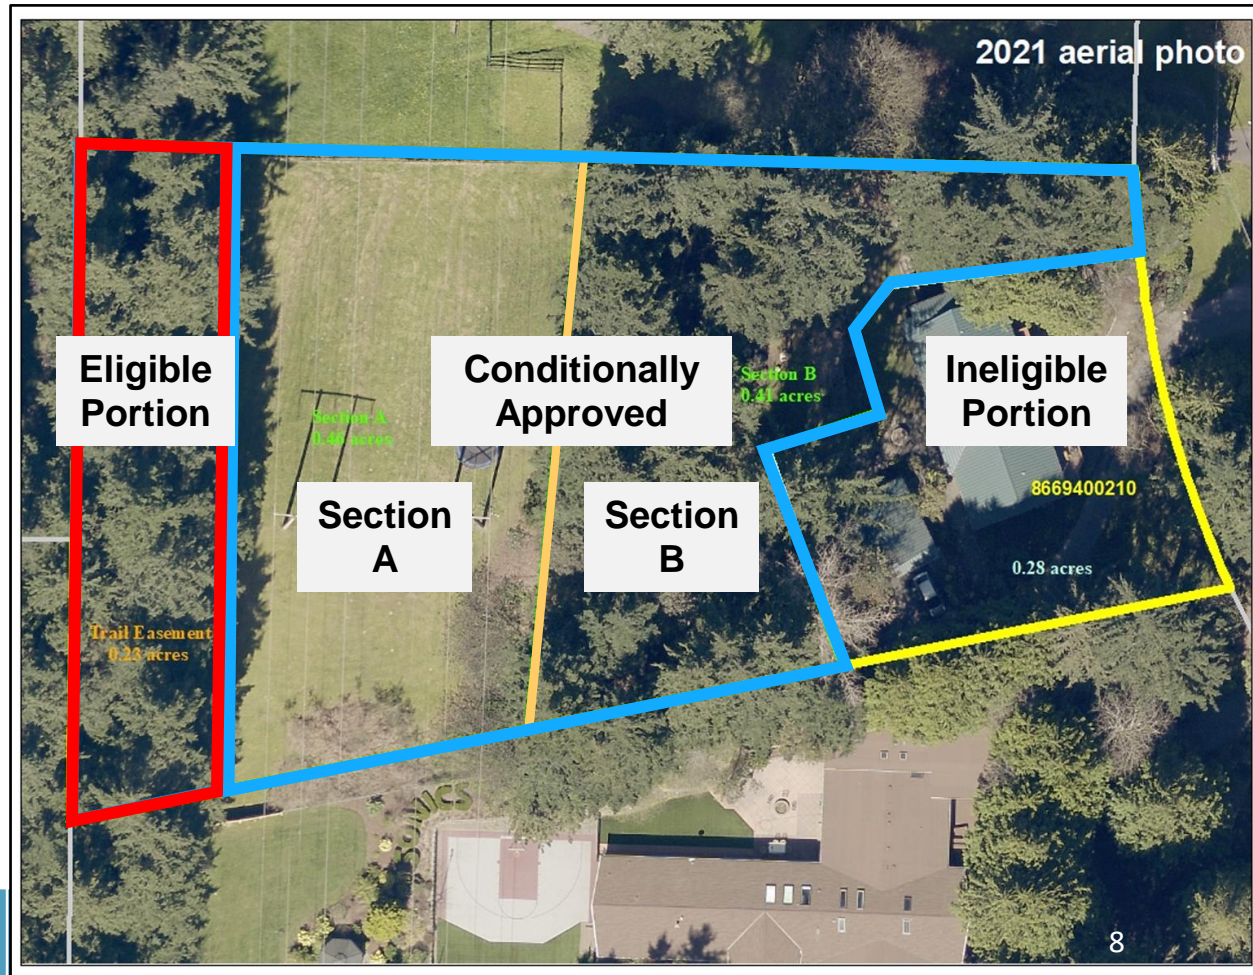 2021 aerial photo
Eligible
Portion
Conditionally
Approved
Ineligible
Portion
Section A
0.46 acres
Section B
0.41 acres
Section
A
Section
B
8669400210
0.28 acres
Trail Easement
0.23 acres
SONICS
8